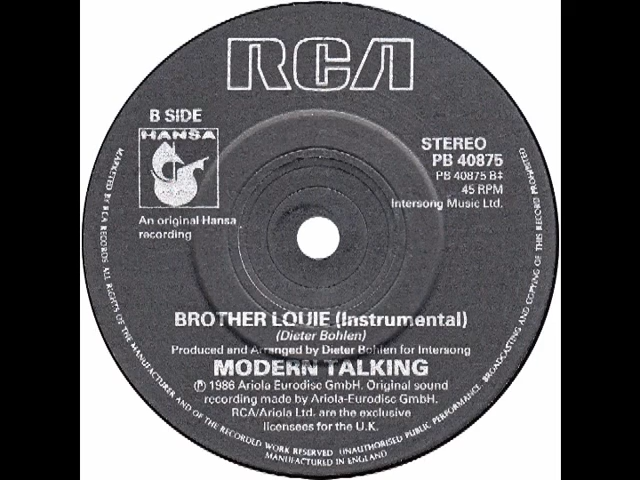 RCA
B SIDE
HANSA
An original Hansa
recording
STEREO
PB 40875
PB 40875 B‡
45 RPM
Intersong Music Ltd.
BROTHER LOUIE (Instrumental)
(Dieter Bohlen)
Produced and Arranged by Dieter Bohlen for Intersong
MODERN TALKING
℗ 1986 Ariola Eurodisc GmbH. Original sound
recording made by Ariola-Eurodisc GmbH.
RCA/Ariola Ltd. are the exclusive
licensees for the U.K.
MARKETED BY RCA RECORDS ALL RIGHTS OF THE MANUFACTURER AND OF THE RECORDED WORK RESERVED UNAUTHORISED PUBLIC PERFORMANCE, BROADCASTING AND COPYING OF THIS RECORD PROHIBITED
MANUFACTURED IN ENGLAND